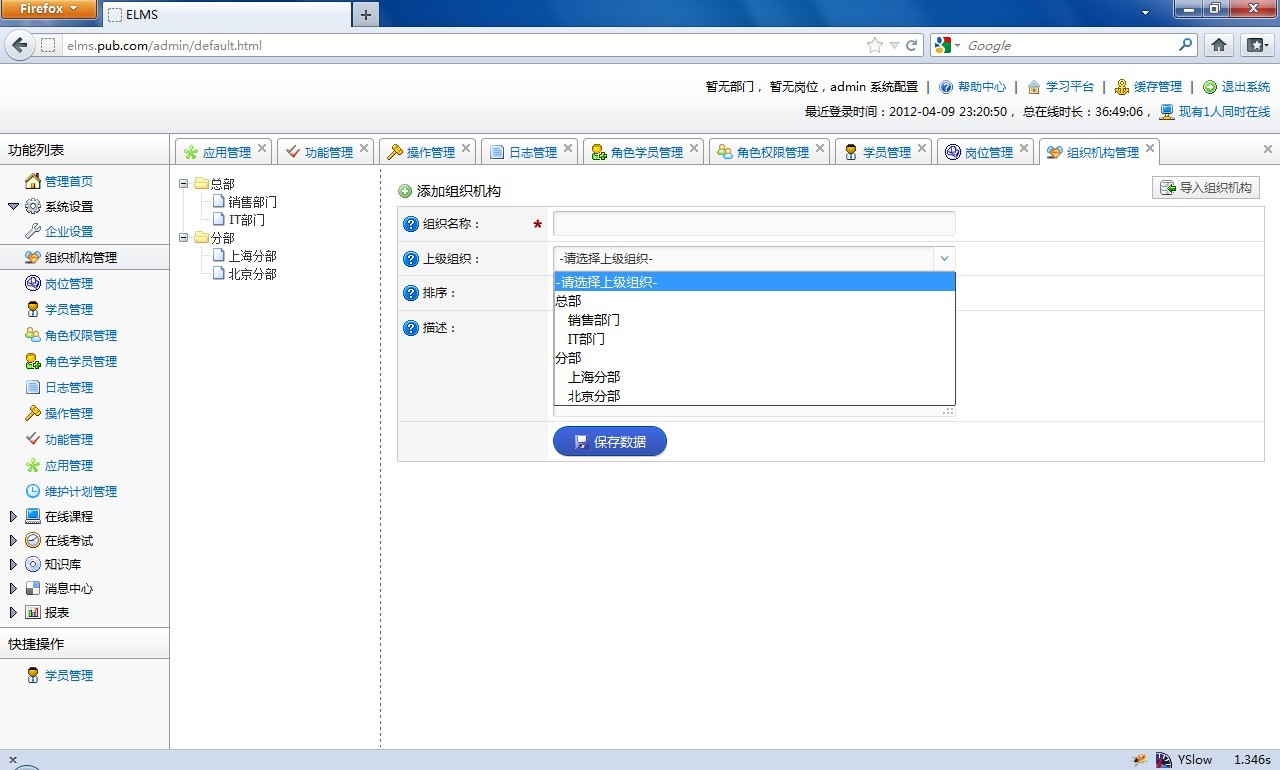 Firefox
ELMS
elms.pub.com/admin/default.html
Google
暂无部门， 暂无岗位，admin 系统配置 | 帮助中心 | 学习平台 | 缓存管理 | 退出系统
最近登录时间：2012-04-09 23:20:50， 总在线时长：36:49:06， 现有1人同时在线
功能列表
管理首页
系统设置
企业设置
组织机构管理
岗位管理
学员管理
角色权限管理
角色学员管理
日志管理
操作管理
功能管理
应用管理
维护计划管理
在线课程
在线考试
知识库
消息中心
报表
快捷操作
学员管理
应用管理 功能管理 操作管理 日志管理 角色学员管理 角色权限管理 学员管理 岗位管理 组织机构管理
总部
销售部门
IT部门
分部
上海分部
北京分部
添加组织机构
导入组织机构
组织名称： *
上级组织： -请选择上级组织-
-请选择上级组织-
总部
销售部门
IT部门
分部
上海分部
北京分部
排序：
描述：
保存数据
YSlow 1.346s